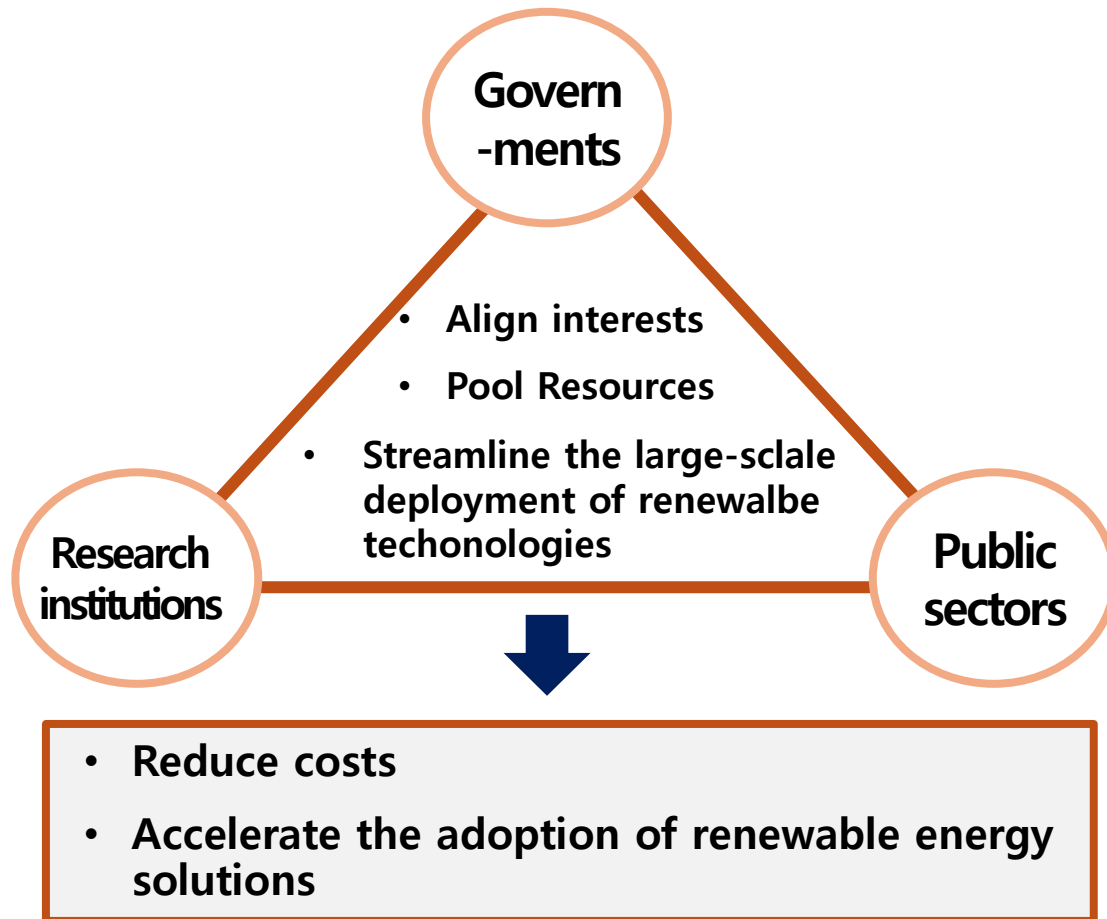 Govern
-ments
• Align interests
• Pool Resources
• Streamline the large-sclale
deployment of renewalbe
techonologies
Research
institutions
Public
sectors
• Reduce costs
• Accelerate the adoption of renewable energy
solutions